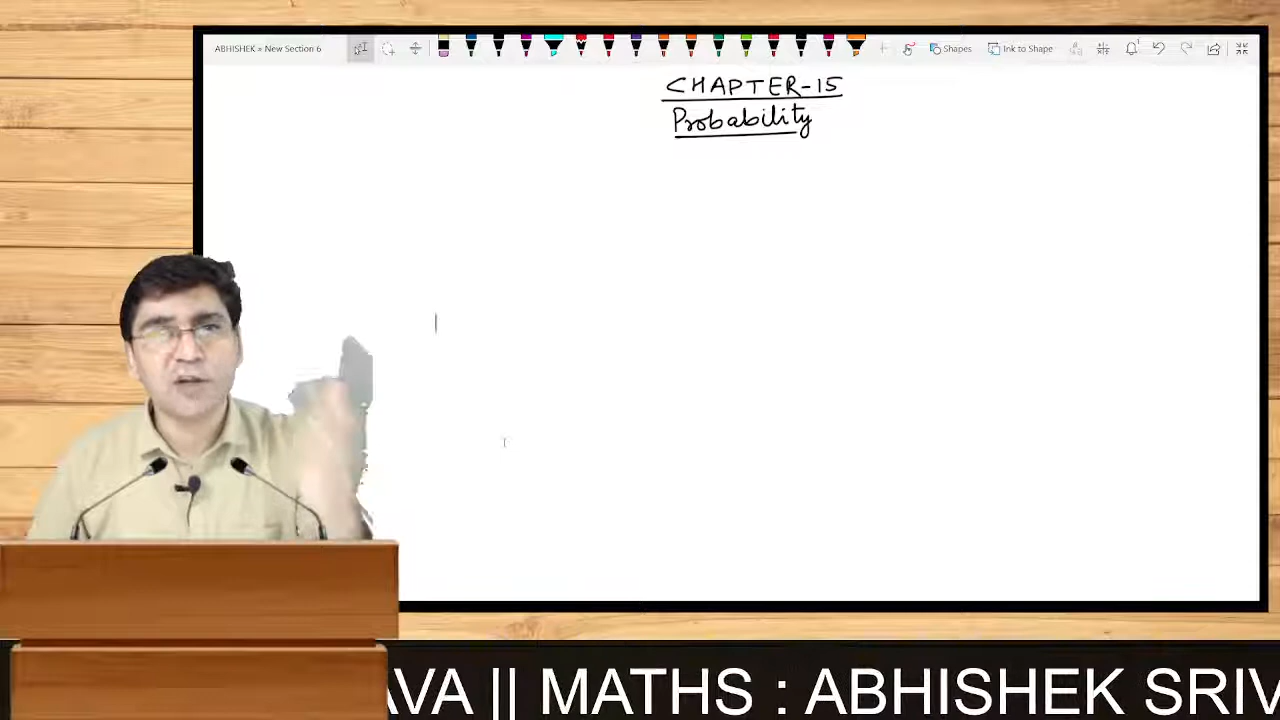 ABHISHEK » New Section 6
Shapes
Ink to Shape
CHAPTER-15
Probability
AVA || MATHS : ABHISHEK SRIV